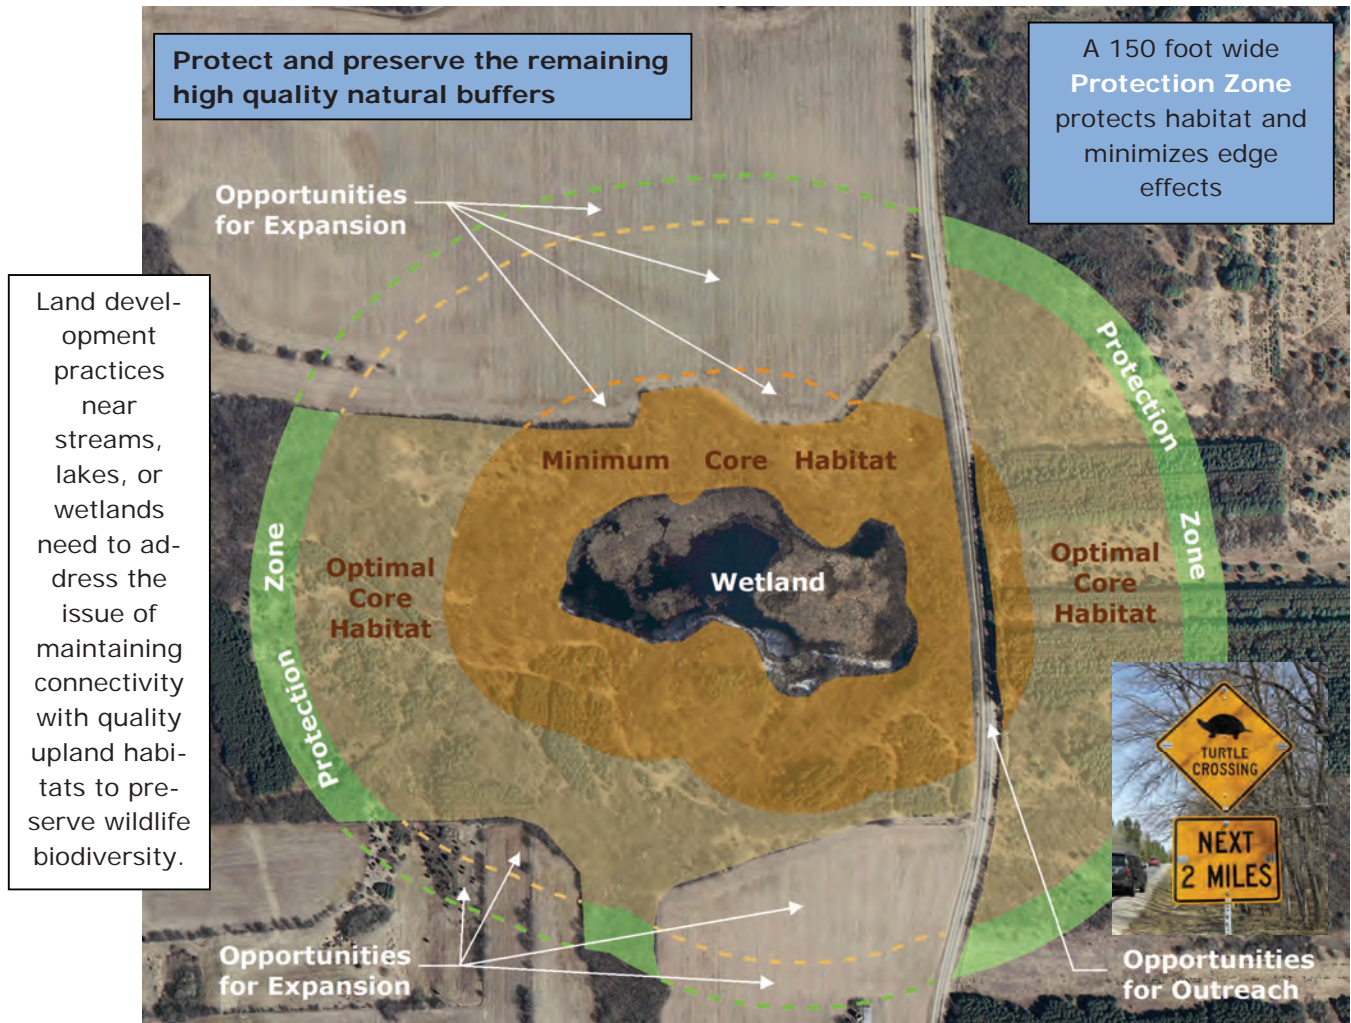 Protect and preserve the remaining
high quality natural buffers
A 150 foot wide
Protection Zone
protects habitat and
minimizes edge
effects
Opportunities
for Expansion
Land devel-
opment
practices
near
streams,
lakes, or
wetlands
need to ad-
dress the
issue of
maintaining
connectivity
with quality
upland habi-
tats to pre-
serve wildlife
biodiversity.
Protection
Zone
Minimum Core Habitat
Wetland
Optimal
Core
Habitat
Optimal
Core
Habitat
Zone
Protection
TURTLE
CROSSING
NEXT
2 MILES
Opportunities
for Expansion
Opportunities
for Outreach